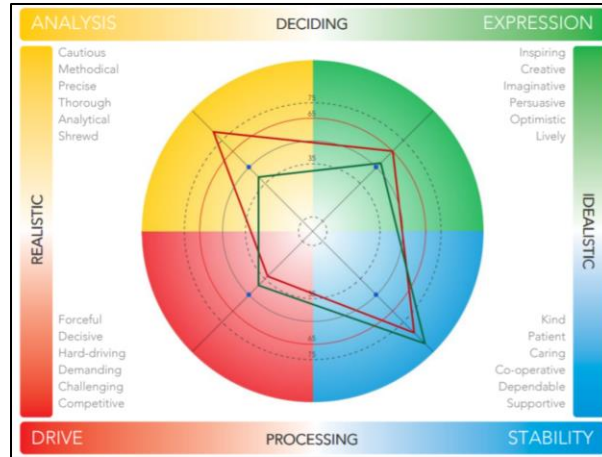 ANALYSIS
DECIDING
EXPRESSION
Cautious
Methodical
Precise
Thorough
Analytical
Shrewd
Inspiring
Creative
Imaginative
Persuasive
Optimistic
Lively
75
65
35
REALISTIC
IDEALISTIC
Forceful
Decisive
Hard-driving
Demanding
Challenging
Competitive
Kind
Patient
Caring
Co-operative
Dependable
Supportive
35
65
75
DRIVE
PROCESSING
STABILITY